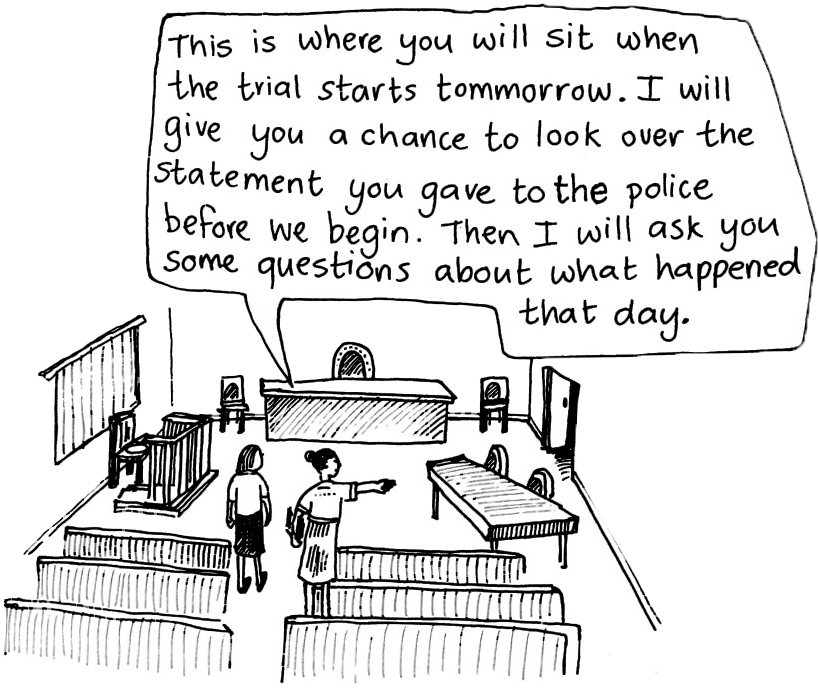 This is where you will sit when
the trial starts tommorrow. I will
give you a chance to look over the
statement you gave to the police
before we begin. Then I will ask you
some questions about what happened
that day.